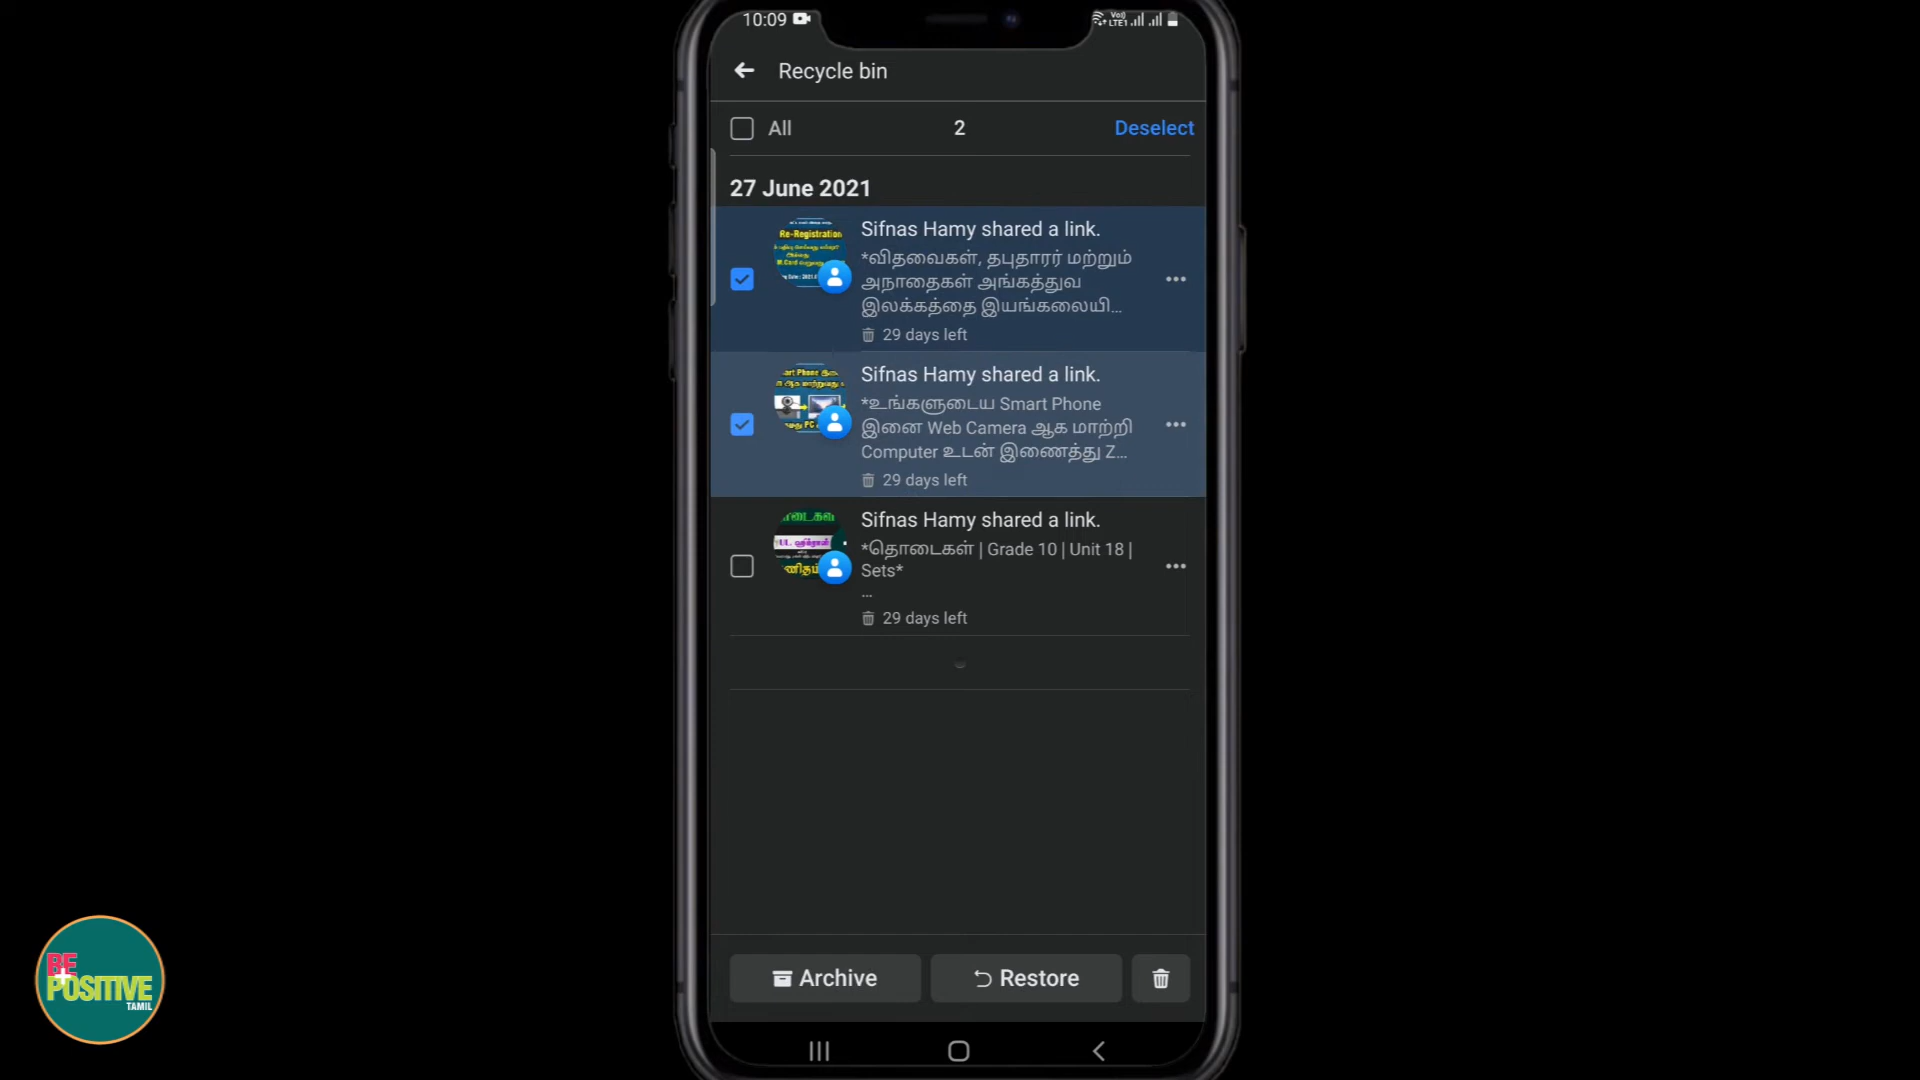 10:09
Vo)
LTE1
Recycle bin
All
2
Deselect
27 June 2021
Re-Registration
Sifnas Hamy shared a link.
*விதவைகள், தபுதாரர் மற்றும்
அநாதைகள் அங்கத்துவ
இலக்கத்தை இயங்கலையி...
29 days left
Sifnas Hamy shared a link.
*உங்களுடைய Smart Phone
இனை Web Camera ஆக மாற்றி
Computer உடன் இணைத்து Z...
29 days left
Sifnas Hamy shared a link.
*தொடைகள் | Grade 10 | Unit 18 |
Sets*
...
29 days left
Archive
Restore
BE
POSITIVE
TAMIL